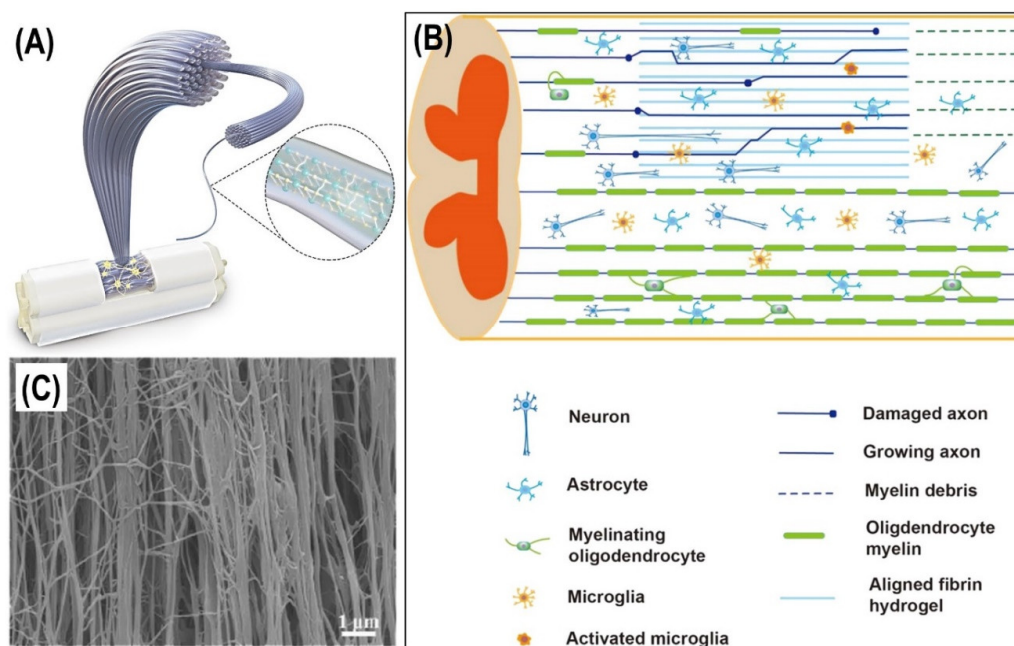 (A)
(B)
(C)
1 µm
Neuron
Astrocyte
Myelinating
oligodendrocyte
Microglia
Activated microglia
Damaged axon
Growing axon
Myelin debris
Oligdendrocyte
myelin
Aligned fibrin
hydrogel